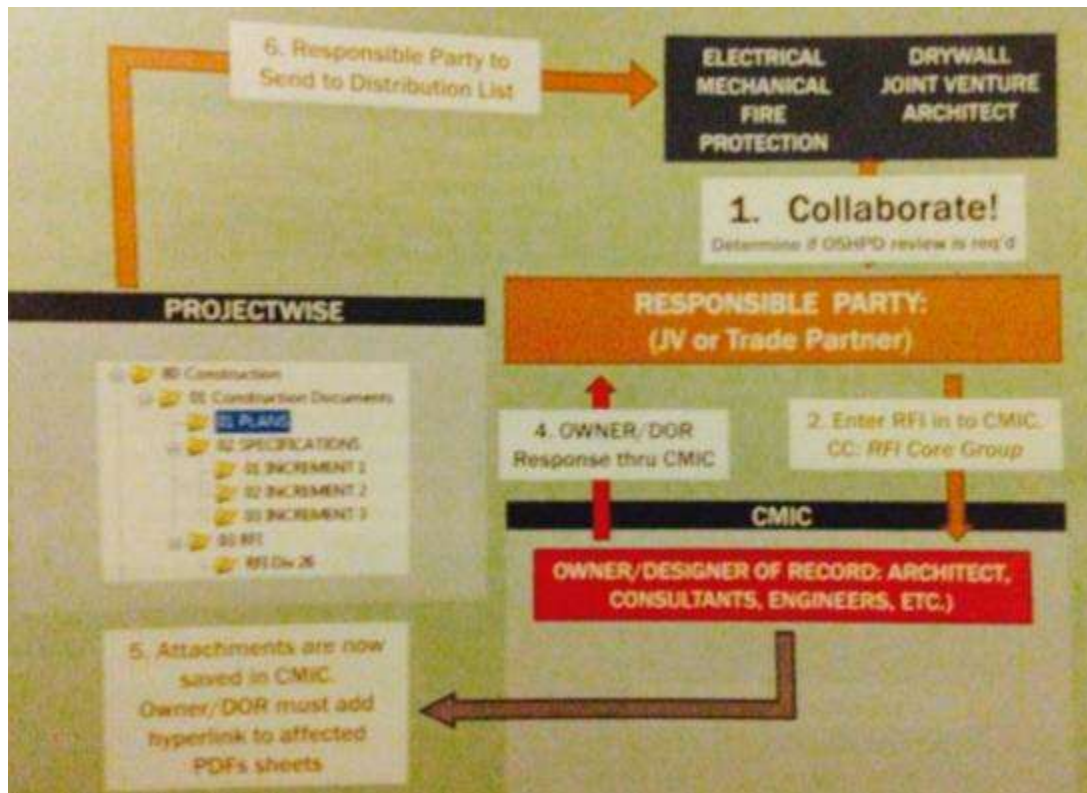 6. Responsible Party to
Send to Distribution List
ELECTRICAL
MECHANICAL
FIRE
PROTECTION
DRYWALL
JOINT VENTURE
ARCHITECT
1. Collaborate!
Determine if OSHPD review is req'd
PROJECTWISE
00 Construction
01 Construction Documents
01 PLANS
02 SPECIFICATIONS
01 INCREMENT 1
02 INCREMENT 2
03 INCREMENT 3
03 RFI
RFI Div 26
RESPONSIBLE PARTY:
(JV or Trade Partner)
4. OWNER/DOR
Response thru CMIC
2. Enter RFI in to CMIC.
CC: RFI Core Group
CMIC
OWNER/DESIGNER OF RECORD: ARCHITECT,
CONSULTANTS, ENGINEERS, ETC.)
5. Attachments are now
saved in CMIC.
Owner/DOR must add
hyperlink to affected
PDFs sheets